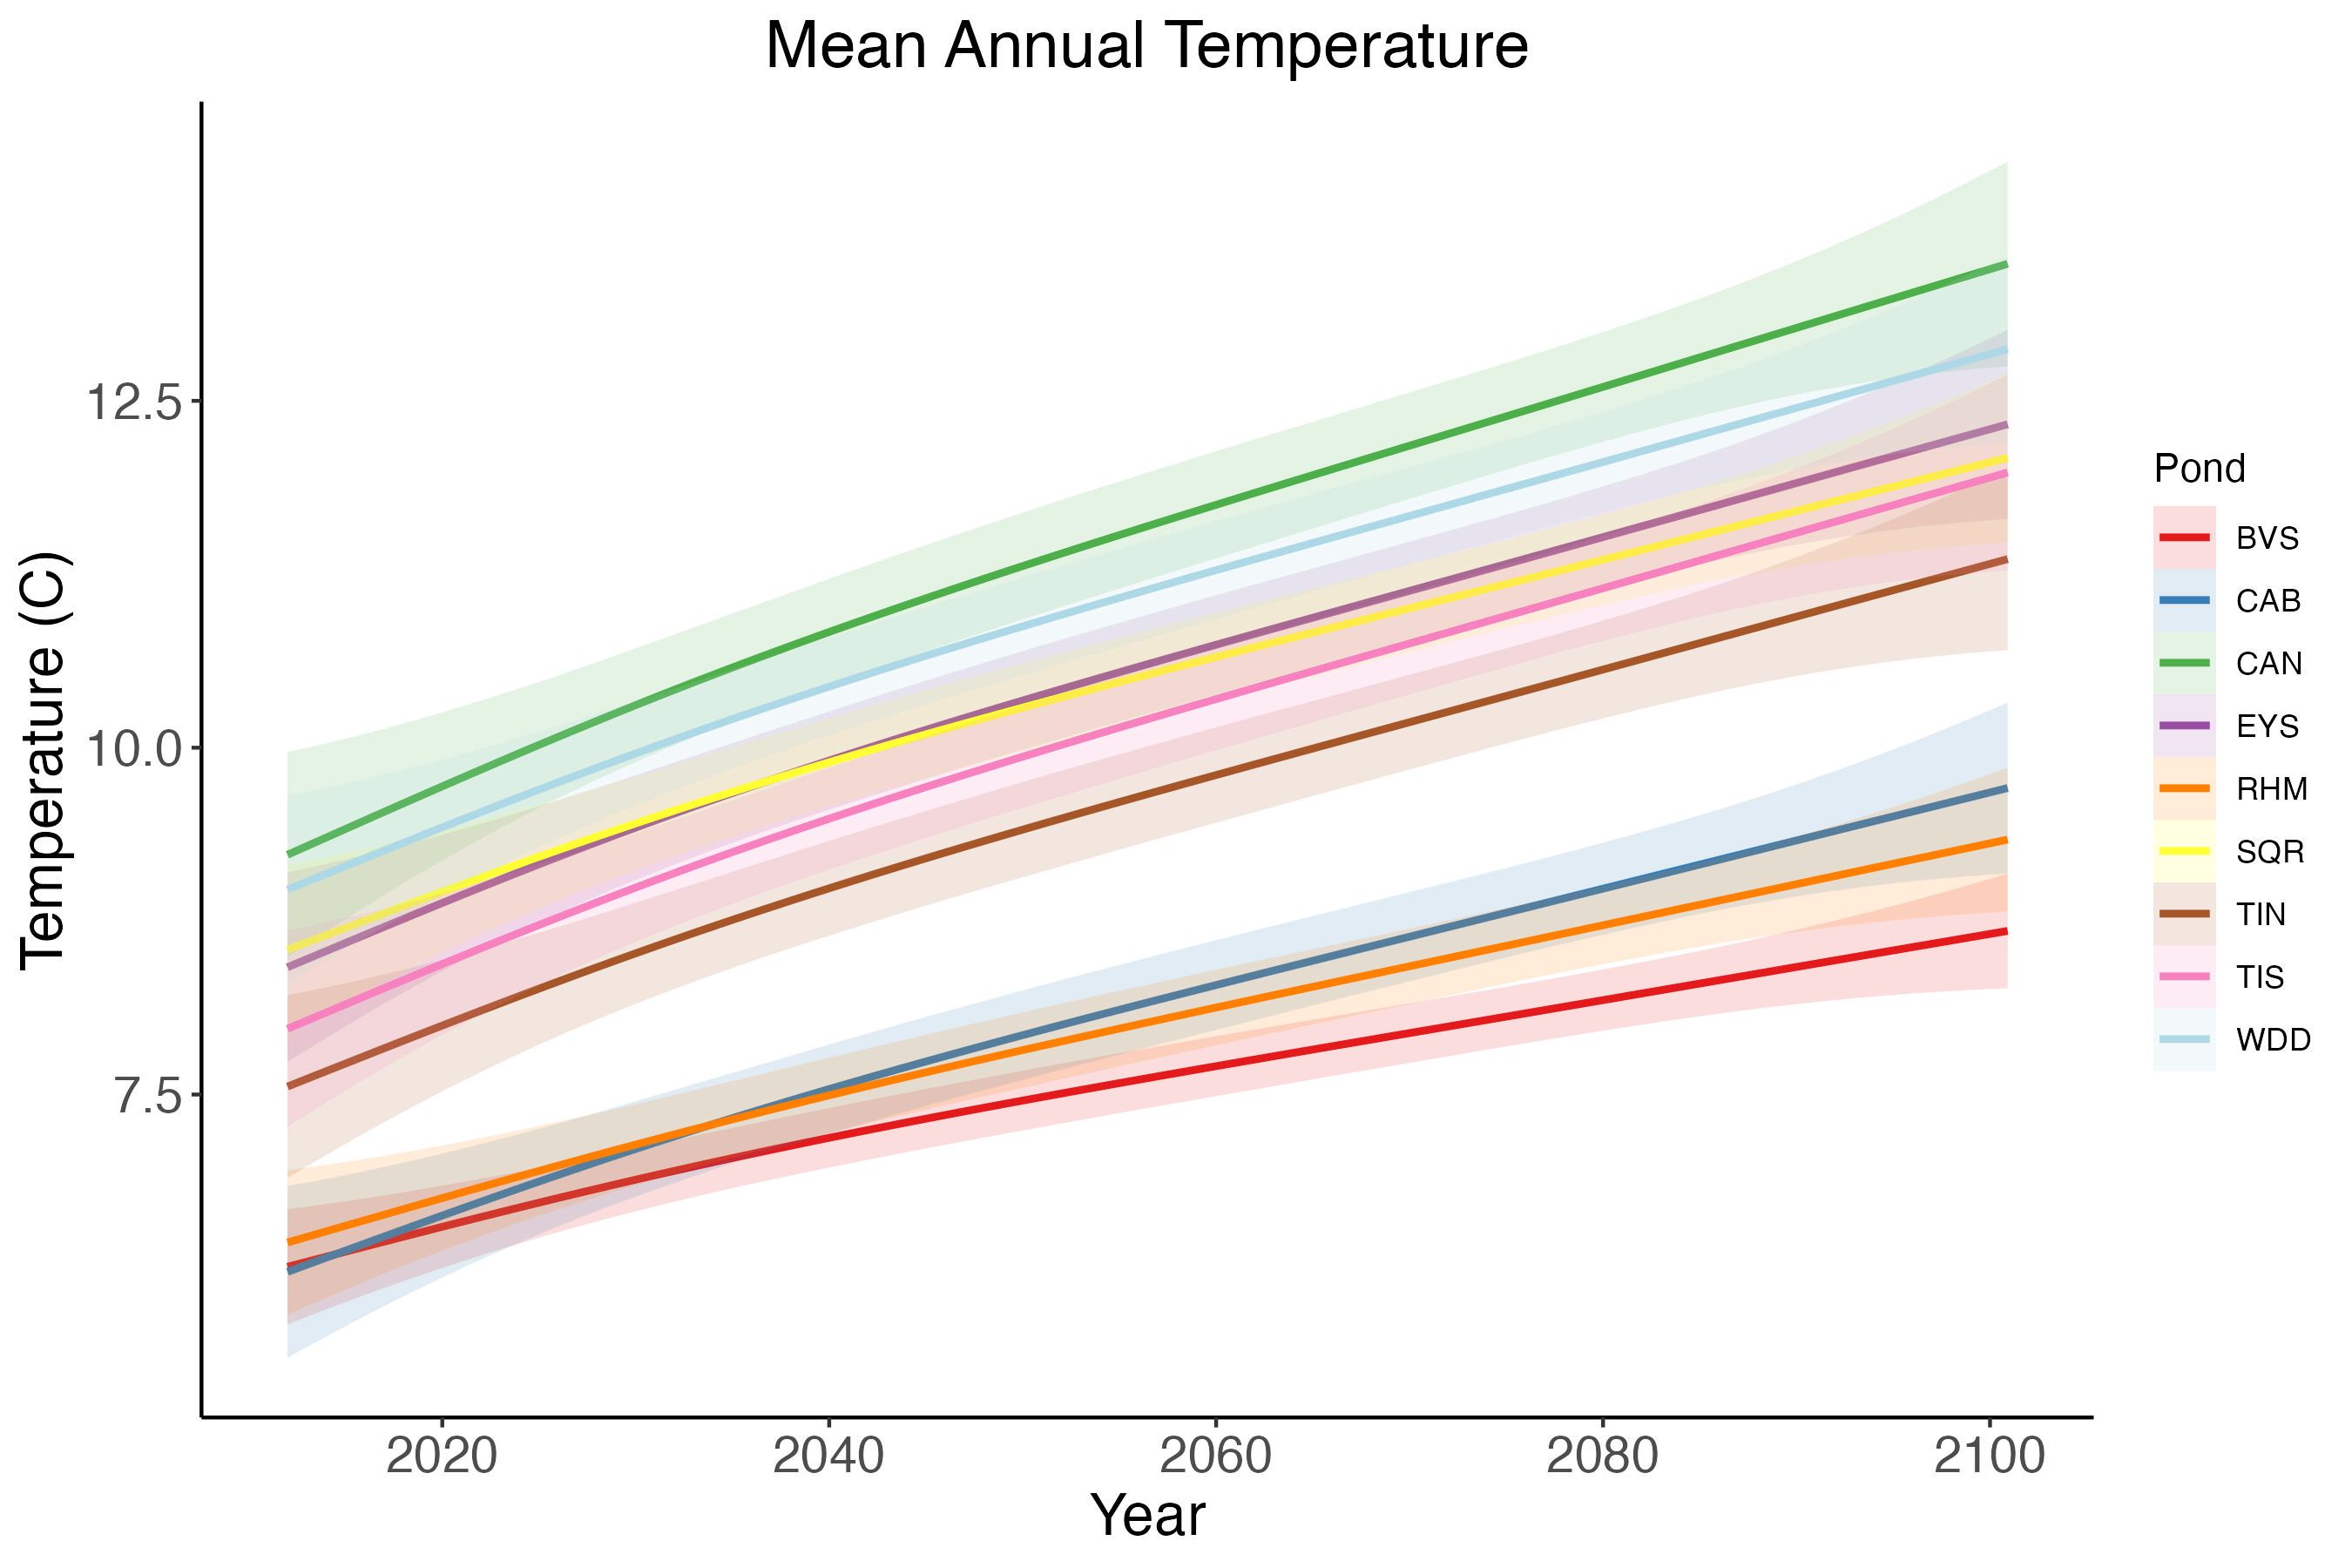 Mean Annual Temperature
Temperature (C)
12.5
10.0
7.5
2020 2040 2060 2080 2100
Year
Pond
BVS
CAB
CAN
EYS
RHM
SQR
TIN
TIS
WDD